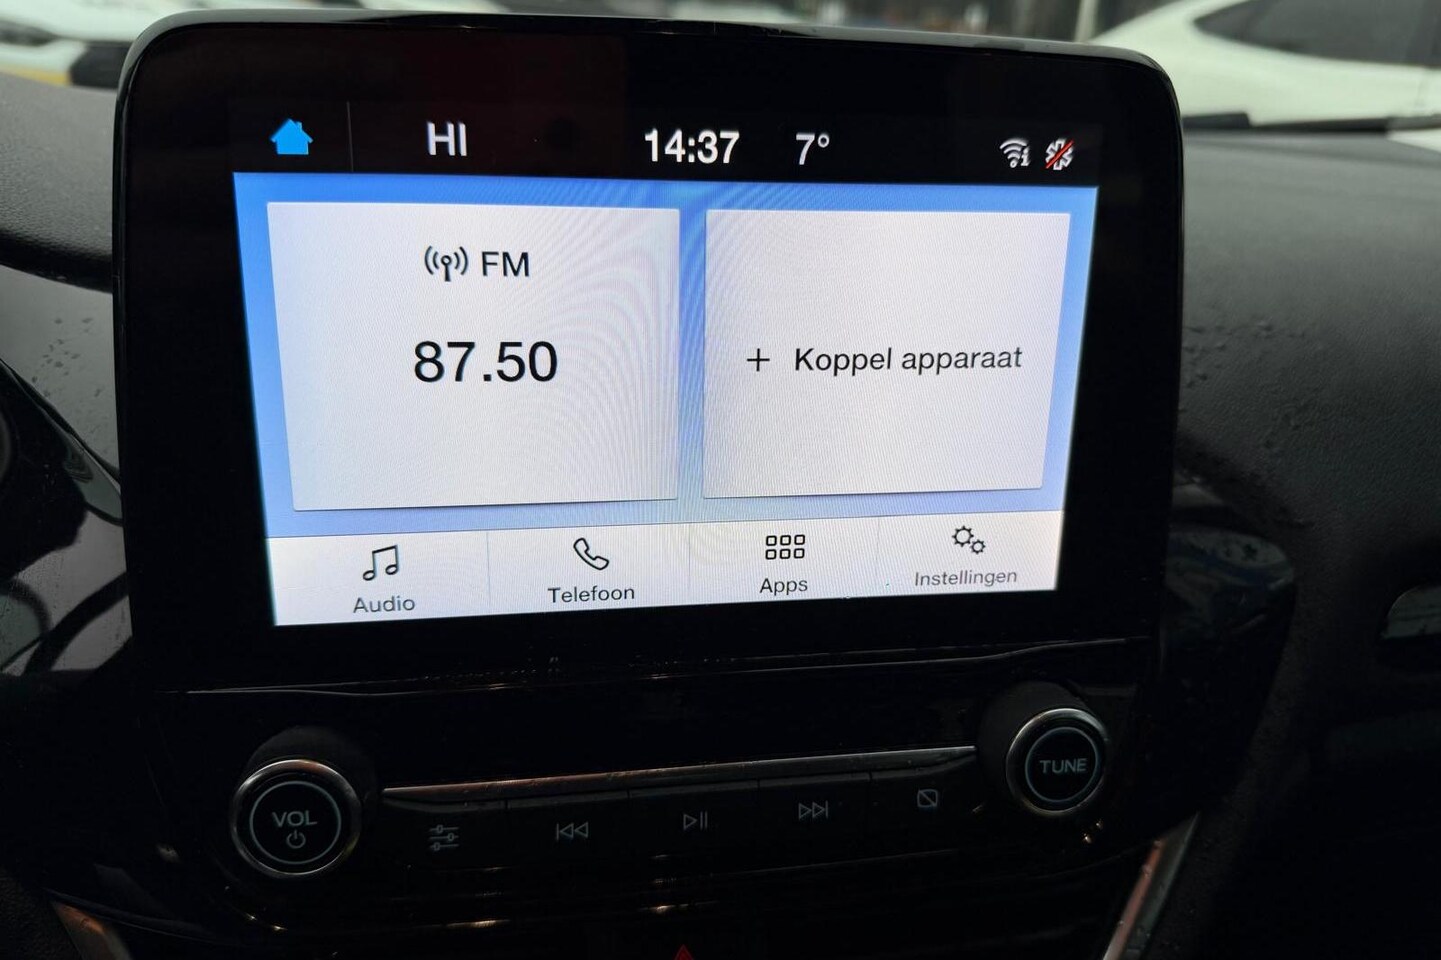 HI 14:37 7°
FM
87.50
+ Koppel apparaat
Audio Telefoon Apps Instellingen
VOL TUNE